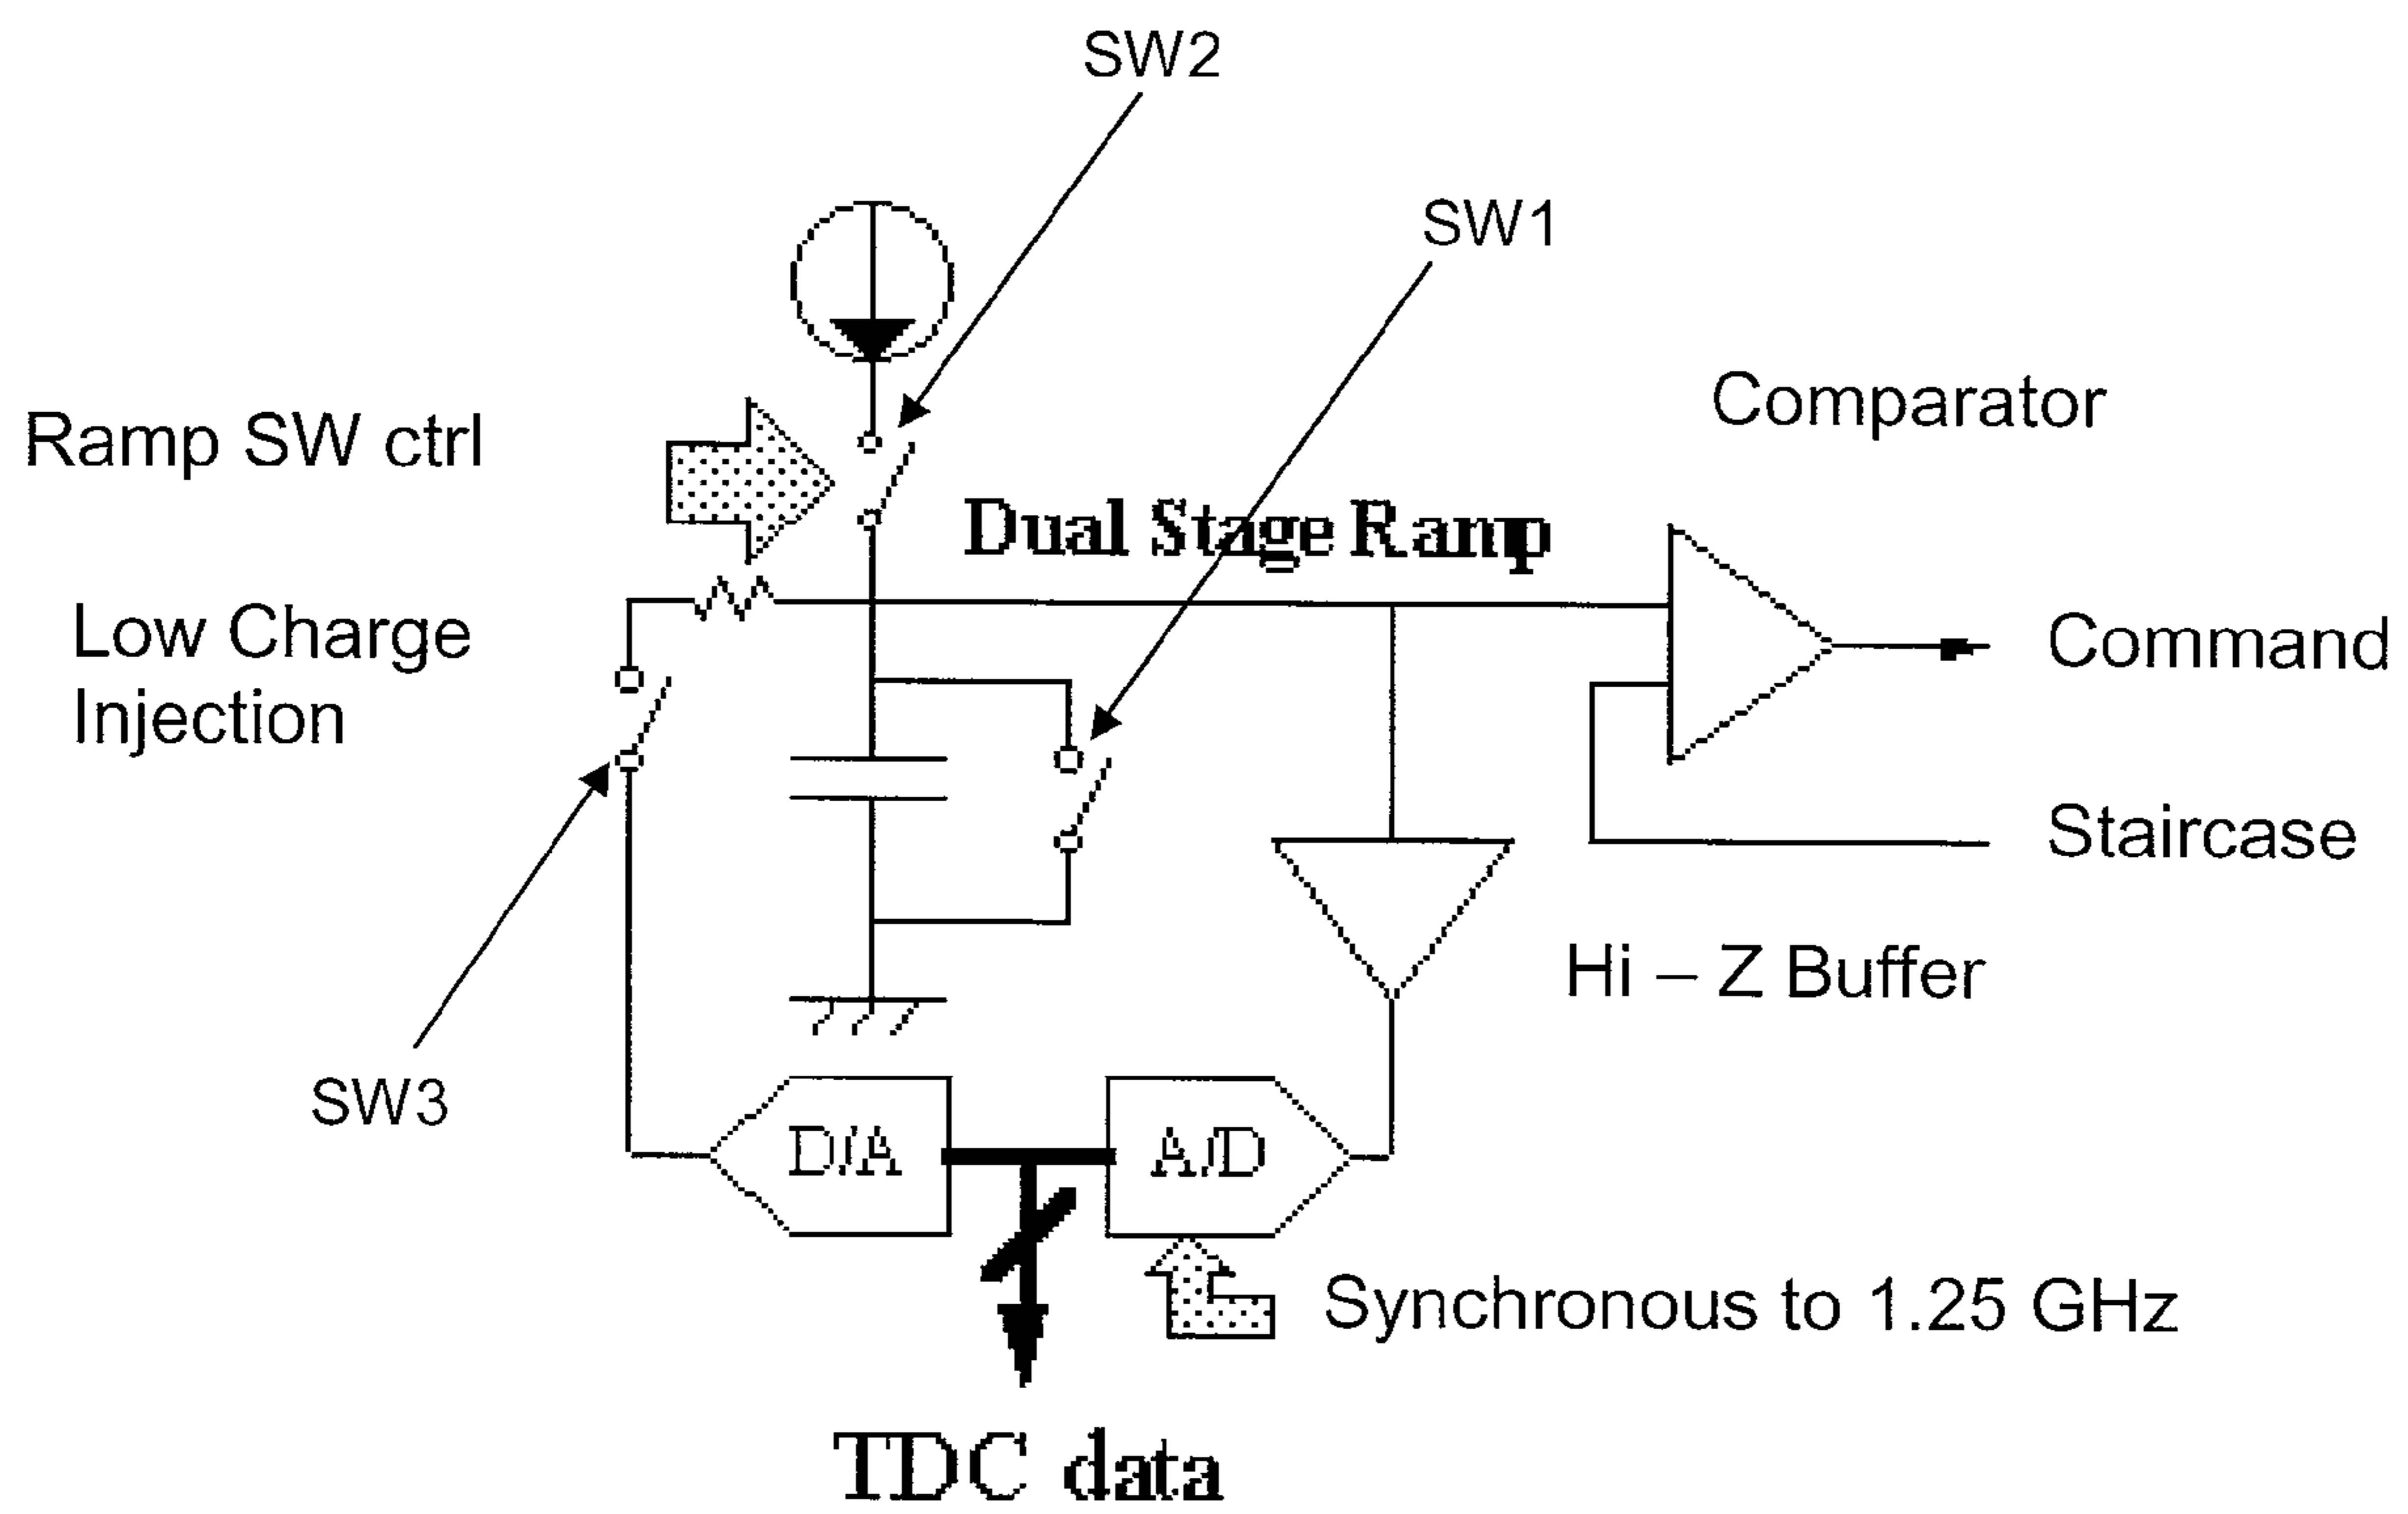 SW2
SW1
Comparator
Ramp SW ctrl
Dual Stage Ramp
Low Charge
Injection
Command
Staircase
Hi – Z Buffer
SW3
D/A
A/D
Synchronous to 1.25 GHz
TDC data